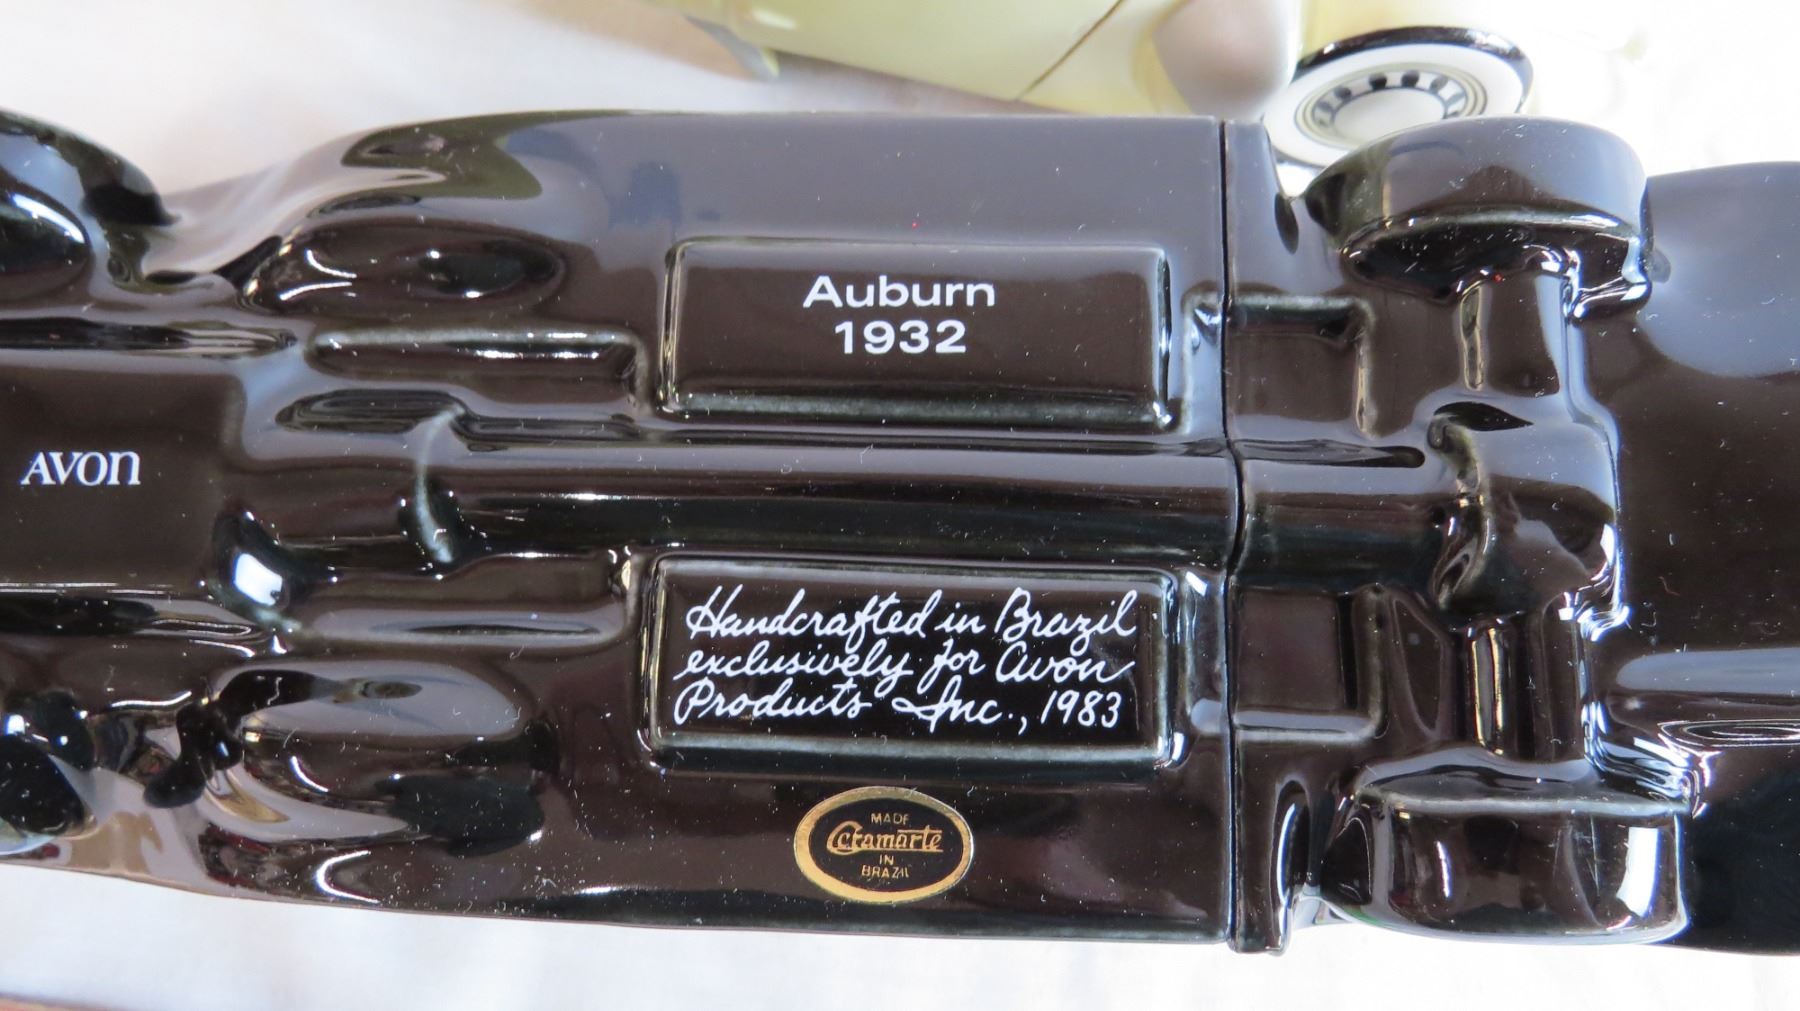 Auburn
1932
AVON
Handcrafted in Brazil
exclusively for Avon
Products Inc., 1983
MADE
Ceramarte
IN
BRAZIL